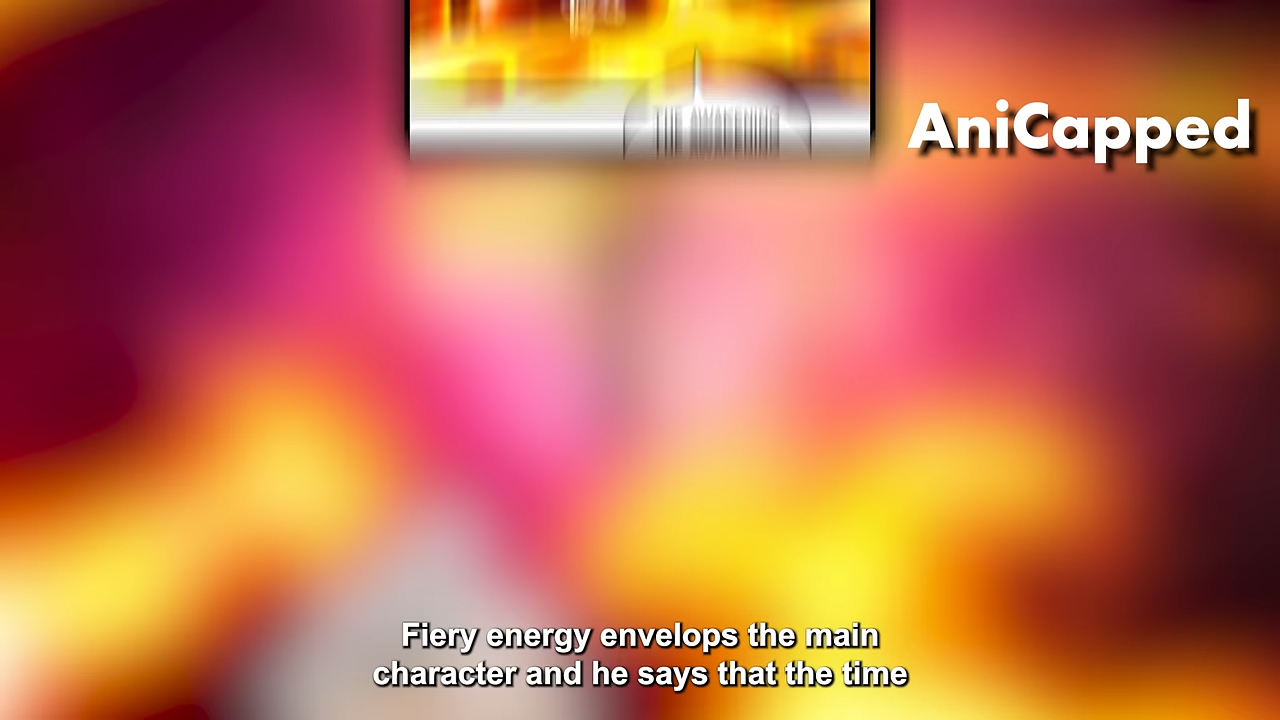 AniCapped
Fiery energy envelops the main
character and he says that the time